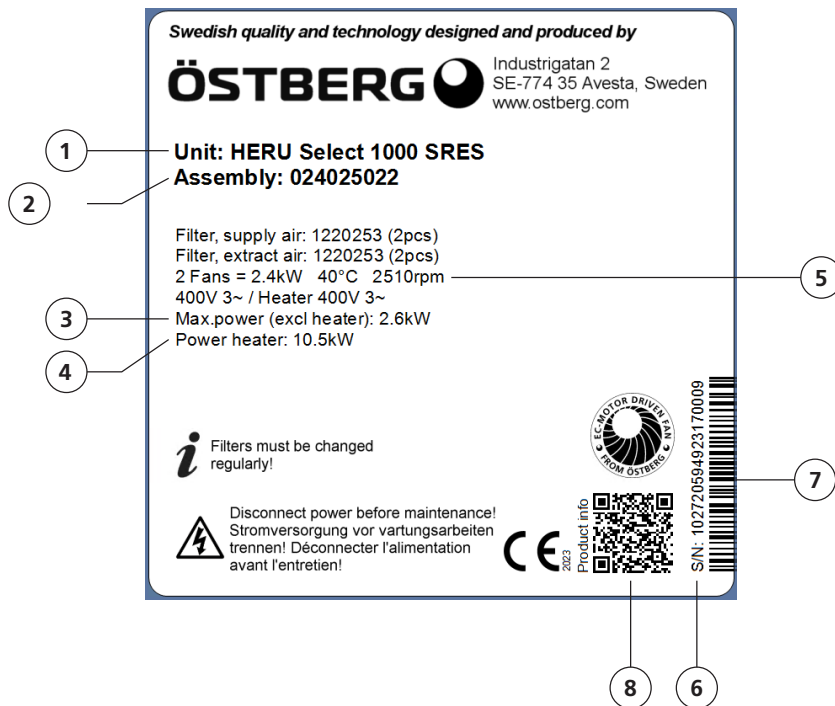 Swedish quality and technology designed and produced by
ÖSTBERG
Industrigatan 2
SE-774 35 Avesta, Sweden
www.ostberg.com
1
Unit: HERU Select 1000 SRES
2
Assembly: 024025022
Filter, supply air: 1220253 (2pcs)
Filter, extract air: 1220253 (2pcs)
2 Fans = 2.4kW 40°C 2510rpm
5
400V 3~ / Heater 400V 3~
3
Max.power (excl heater): 2.6kW
4
Power heater: 10.5kW
EC-MOTOR DRIVEN FAN
FROM ÖSTBERG
i
Filters must be changed
regularly!
Disconnect power before maintenance!
Stromversorgung vor vartungsarbeiten
trennen! Déconnecter l'alimentation
avant l'entretien!
CE
2023
Product info
S/N: 102720594923170009
7
8
6